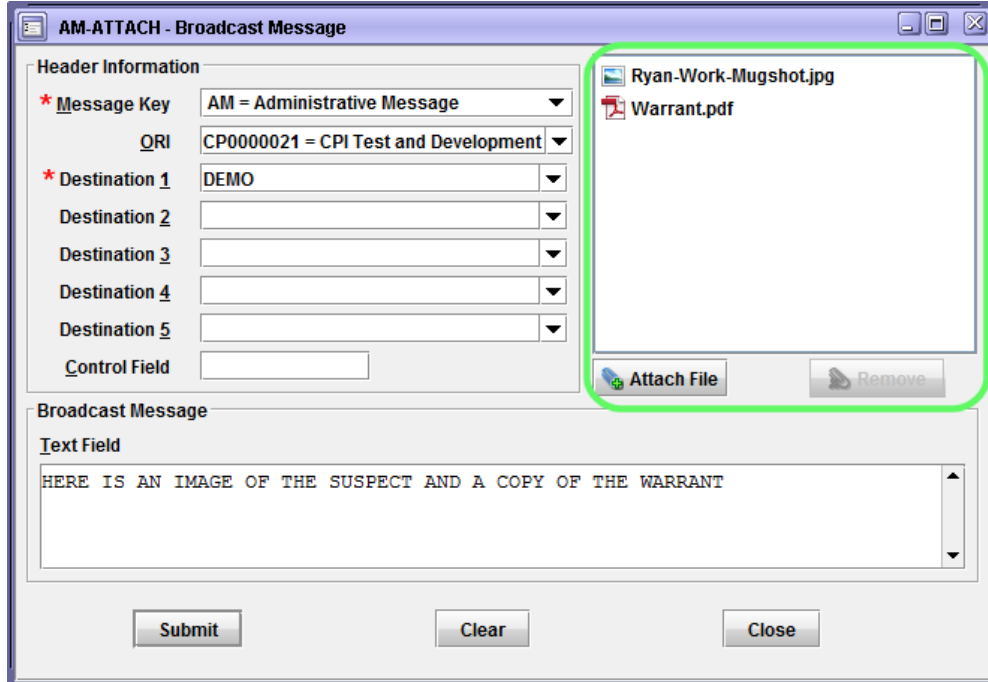 AM-ATTACH - Broadcast Message
Header Information
* Message Key AM = Administrative Message
ORI CP0000021 = CPI Test and Development
* Destination 1 DEMO
Destination 2
Destination 3
Destination 4
Destination 5
Control Field
Ryan-Work-Mugshot.jpg
Warrant.pdf
Attach File Remove
Broadcast Message
Text Field
HERE IS AN IMAGE OF THE SUSPECT AND A COPY OF THE WARRANT
Submit Clear Close